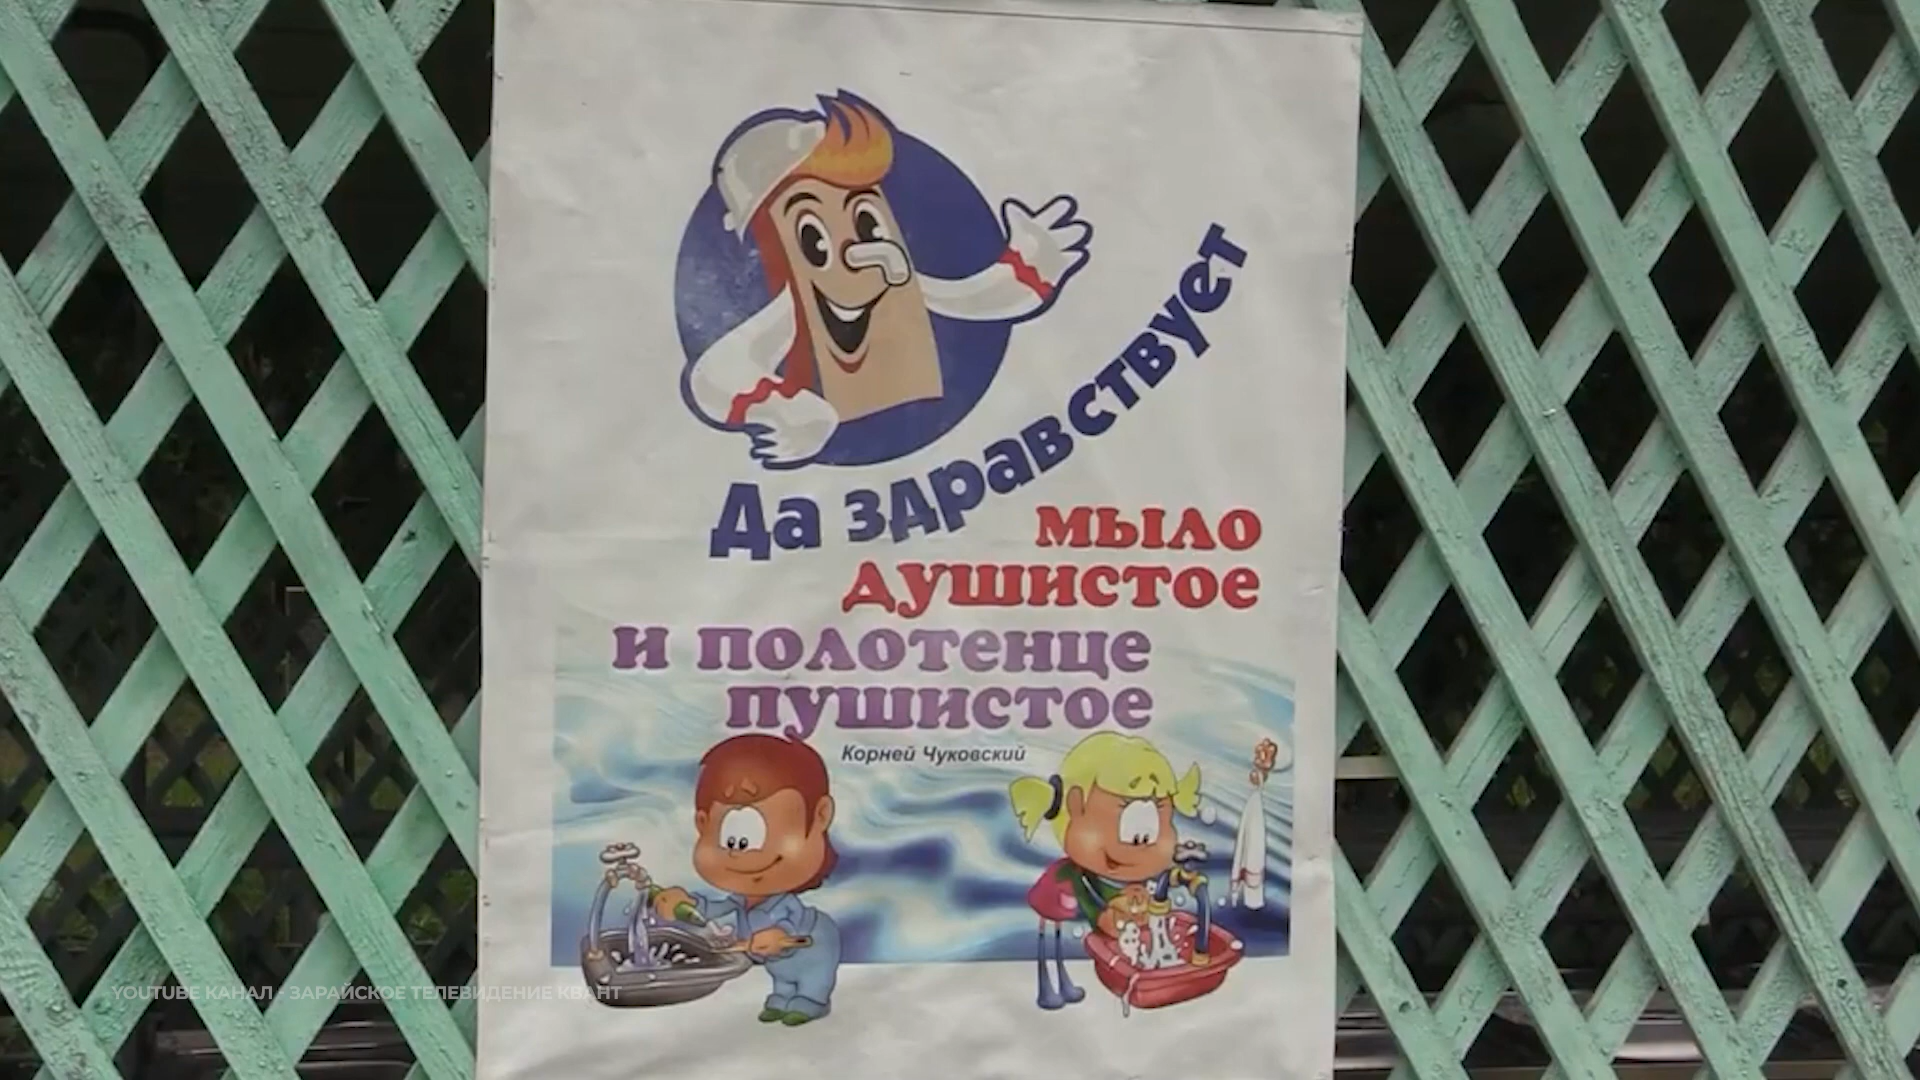 Да здравствует
мыло
душистое
и полотенце
пушистое
Корней Чуковский
YOUTUBE КАНАЛ - ЗАРАЙСКОЕ ТЕЛЕВИДЕНИЕ КВАНТ